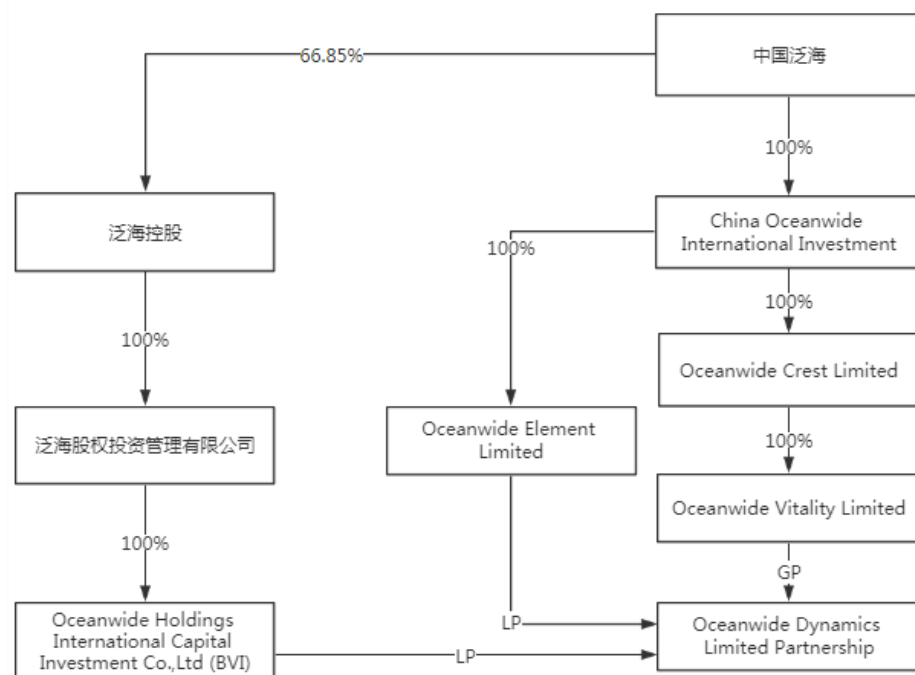 66.85%
中国泛海
100%
泛海控股
China Oceanwide
International Investment
100%
100%
100%
Oceanwide Crest Limited
泛海股权投资管理有限公司
Oceanwide Element
Limited
100%
Oceanwide Vitality Limited
100%
GP
Oceanwide Holdings
International Capital
Investment Co.,Ltd (BVI)
LP
Oceanwide Dynamics
Limited Partnership
LP